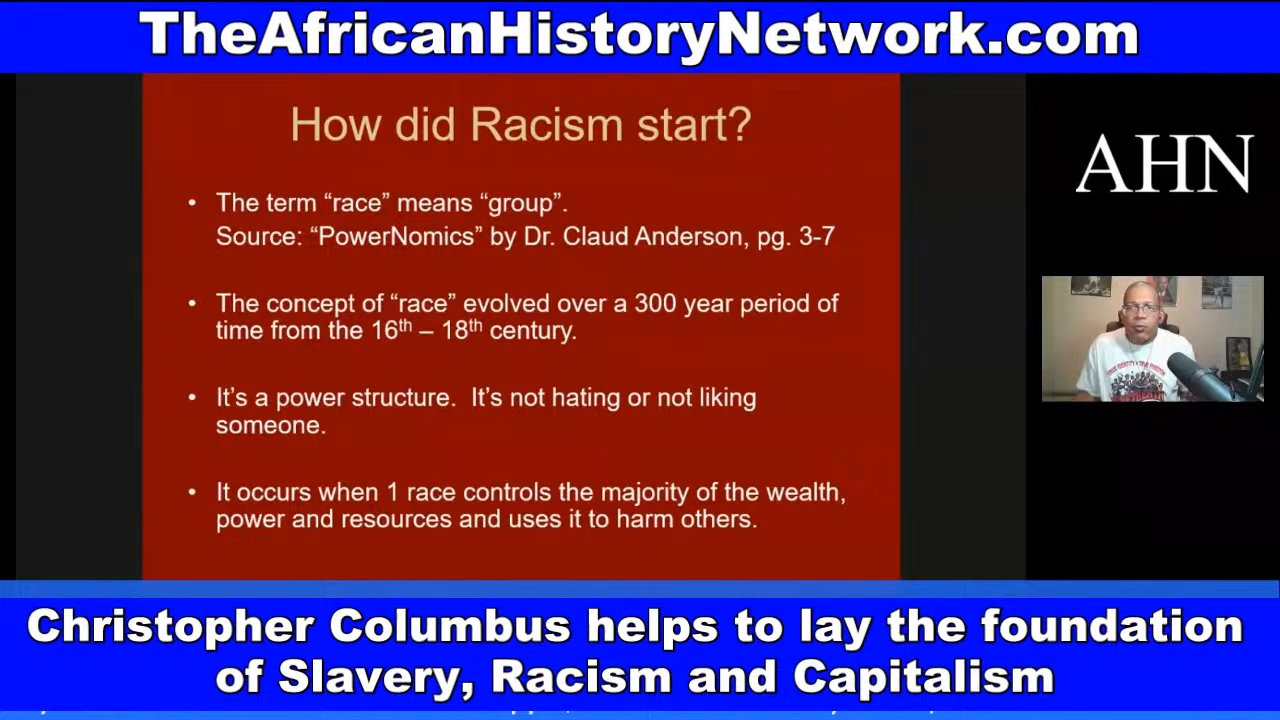 TheAfricanHistoryNetwork.com
How did Racism start?
• The term “race” means “group”.
Source: “PowerNomics” by Dr. Claud Anderson, pg. 3-7
• The concept of “race” evolved over a 300 year period of
time from the 16th – 18th century.
• It’s a power structure.  It’s not hating or not liking
someone.
• It occurs when 1 race controls the majority of the wealth,
power and resources and uses it to harm others.
AHN
Christopher Columbus helps to lay the foundation
of Slavery, Racism and Capitalism